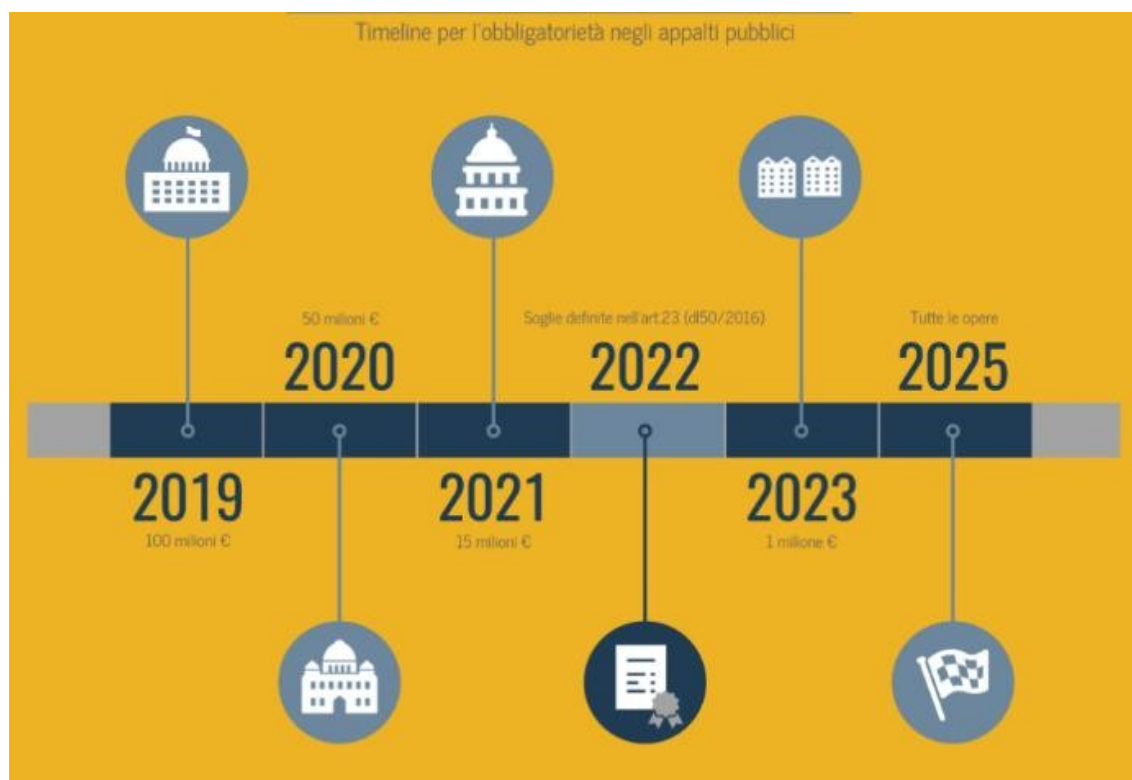 Timeline per l'obbligatorietà negli appalti pubblici
50 milioni €
2020
Soglie definite nell'art.23 (dl50/2016)
2022
Tutte le opere
2025
2019
100 milioni €
2021
15 milioni €
2023
1 milione €